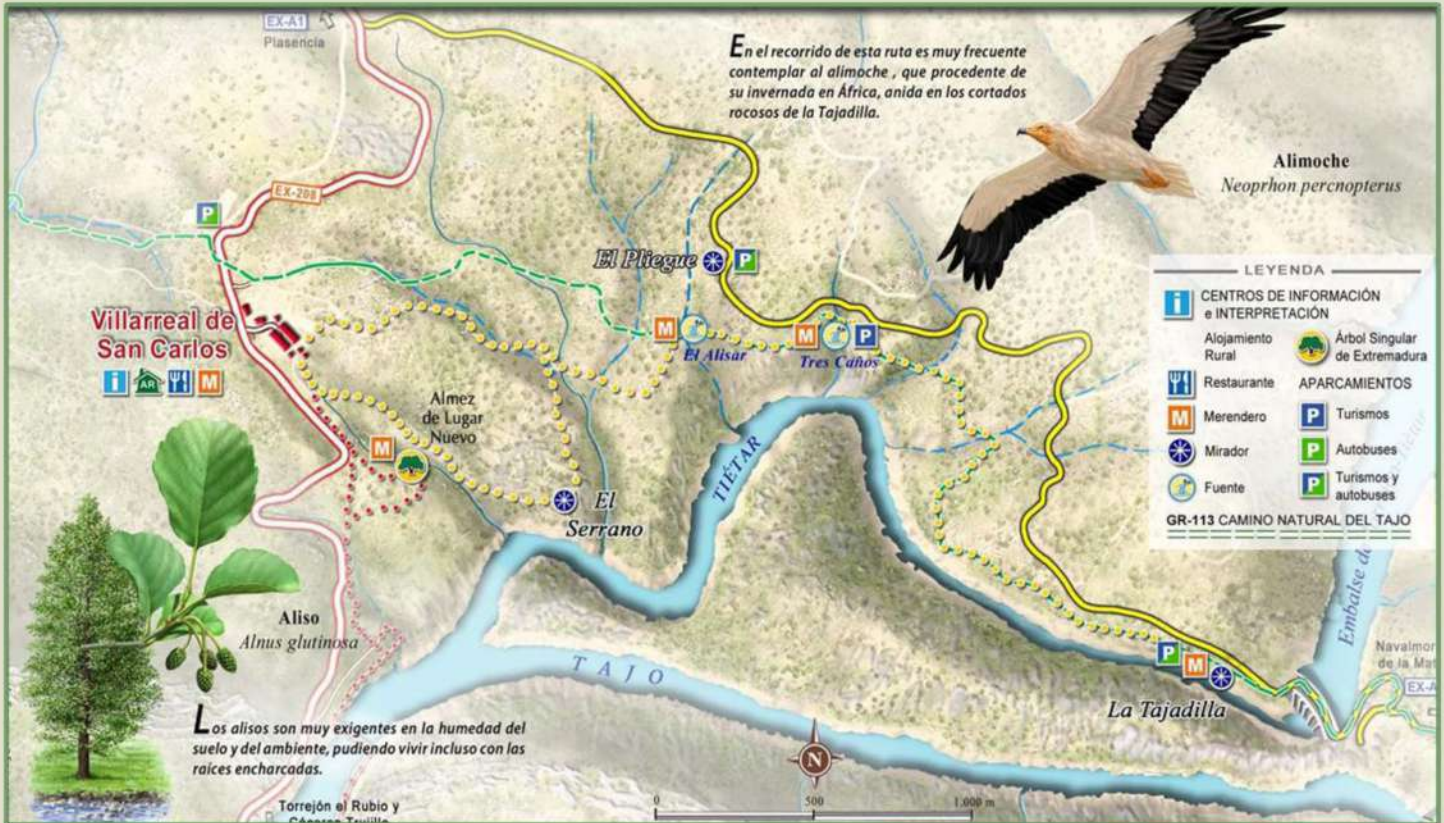 EX-A1
Plasencia
En el recorrido de esta ruta es muy frecuente
contemplar al alimoche , que procedente de
su invernada en África, anida en los cortados
rocosos de la Tajadilla.
Alimoche
Neoprhon percnopterus
EX-208
P
El Pliegue
P
Villarreal de
San Carlos
i
AR
M
M
El Alisar
M
Tres Caños
P
Almez
de Lugar
Nuevo
M
El
Serrano
TIÉTAR
LEYENDA
i CENTROS DE INFORMACIÓN
e INTERPRETACIÓN
Alojamiento
Rural
Árbol Singular
de Extremadura
Restaurante
APARCAMIENTOS
M Merendero
P Turismos
Mirador
P Autobuses
Fuente
P Turismos y
autobuses
GR-113 CAMINO NATURAL DEL TAJO
Embalse
Aliso
Alnus glutinosa
TAJO
P
M
La Tajadilla
Los alisos son muy exigentes en la humedad del
suelo y del ambiente, pudiendo vivir incluso con las
raíces encharcadas.
N
0 500 1.000 m
Torrejón el Rubio y